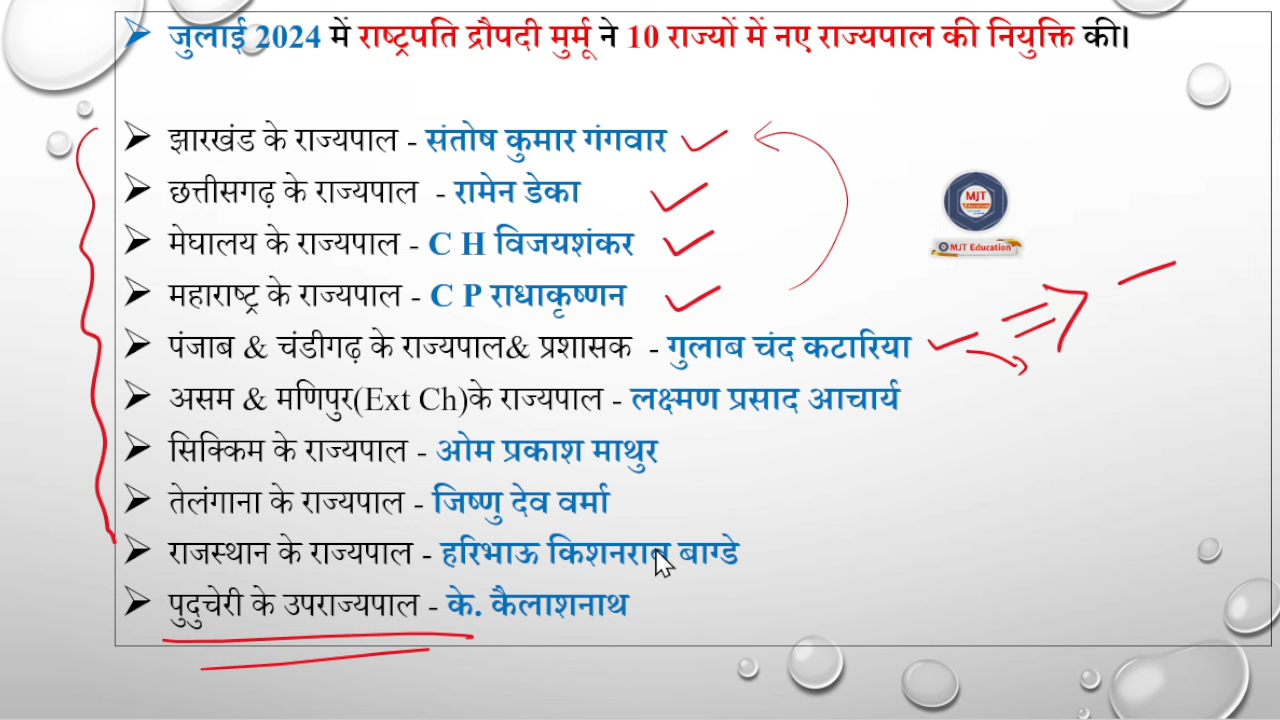 ➢ जुलाई 2024 में राष्ट्रपति द्रौपदी मुर्मू ने 10 राज्यों में नए राज्यपाल की नियुक्ति की।
➢ झारखंड के राज्यपाल - संतोष कुमार गंगवार
➢ छत्तीसगढ़ के राज्यपाल - रामेन डेका
➢ मेघालय के राज्यपाल - C H विजयशंकर
➢ महाराष्ट्र के राज्यपाल - C P राधाकृष्णन
➢ पंजाब & चंडीगढ़ के राज्यपाल& प्रशासक - गुलाब चंद कटारिया
➢ असम & मणिपुर(Ext Ch)के राज्यपाल - लक्ष्मण प्रसाद आचार्य
➢ सिक्किम के राज्यपाल - ओम प्रकाश माथुर
➢ तेलंगाना के राज्यपाल - जिष्णु देव वर्मा
➢ राजस्थान के राज्यपाल - हरिभाऊ किशनराव बाग्डे
➢ पुदुचेरी के उपराज्यपाल - के. कैलाशनाथ
MJT
MJT Education